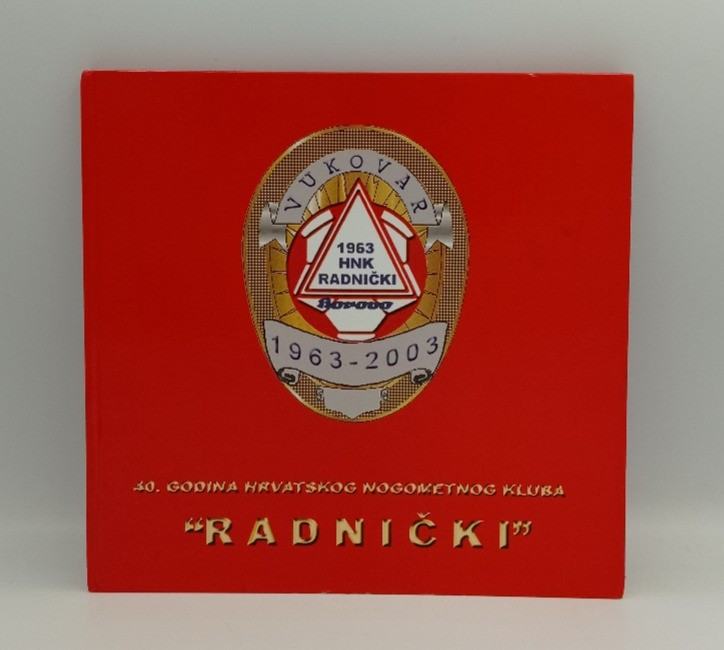 VUKOVAR
1963
HNK
RADNIČKI
Borovo
1963-2003
40. GODINA HRVATSKOG NOGOMETNOG KLUBA
“RADNIČKI”